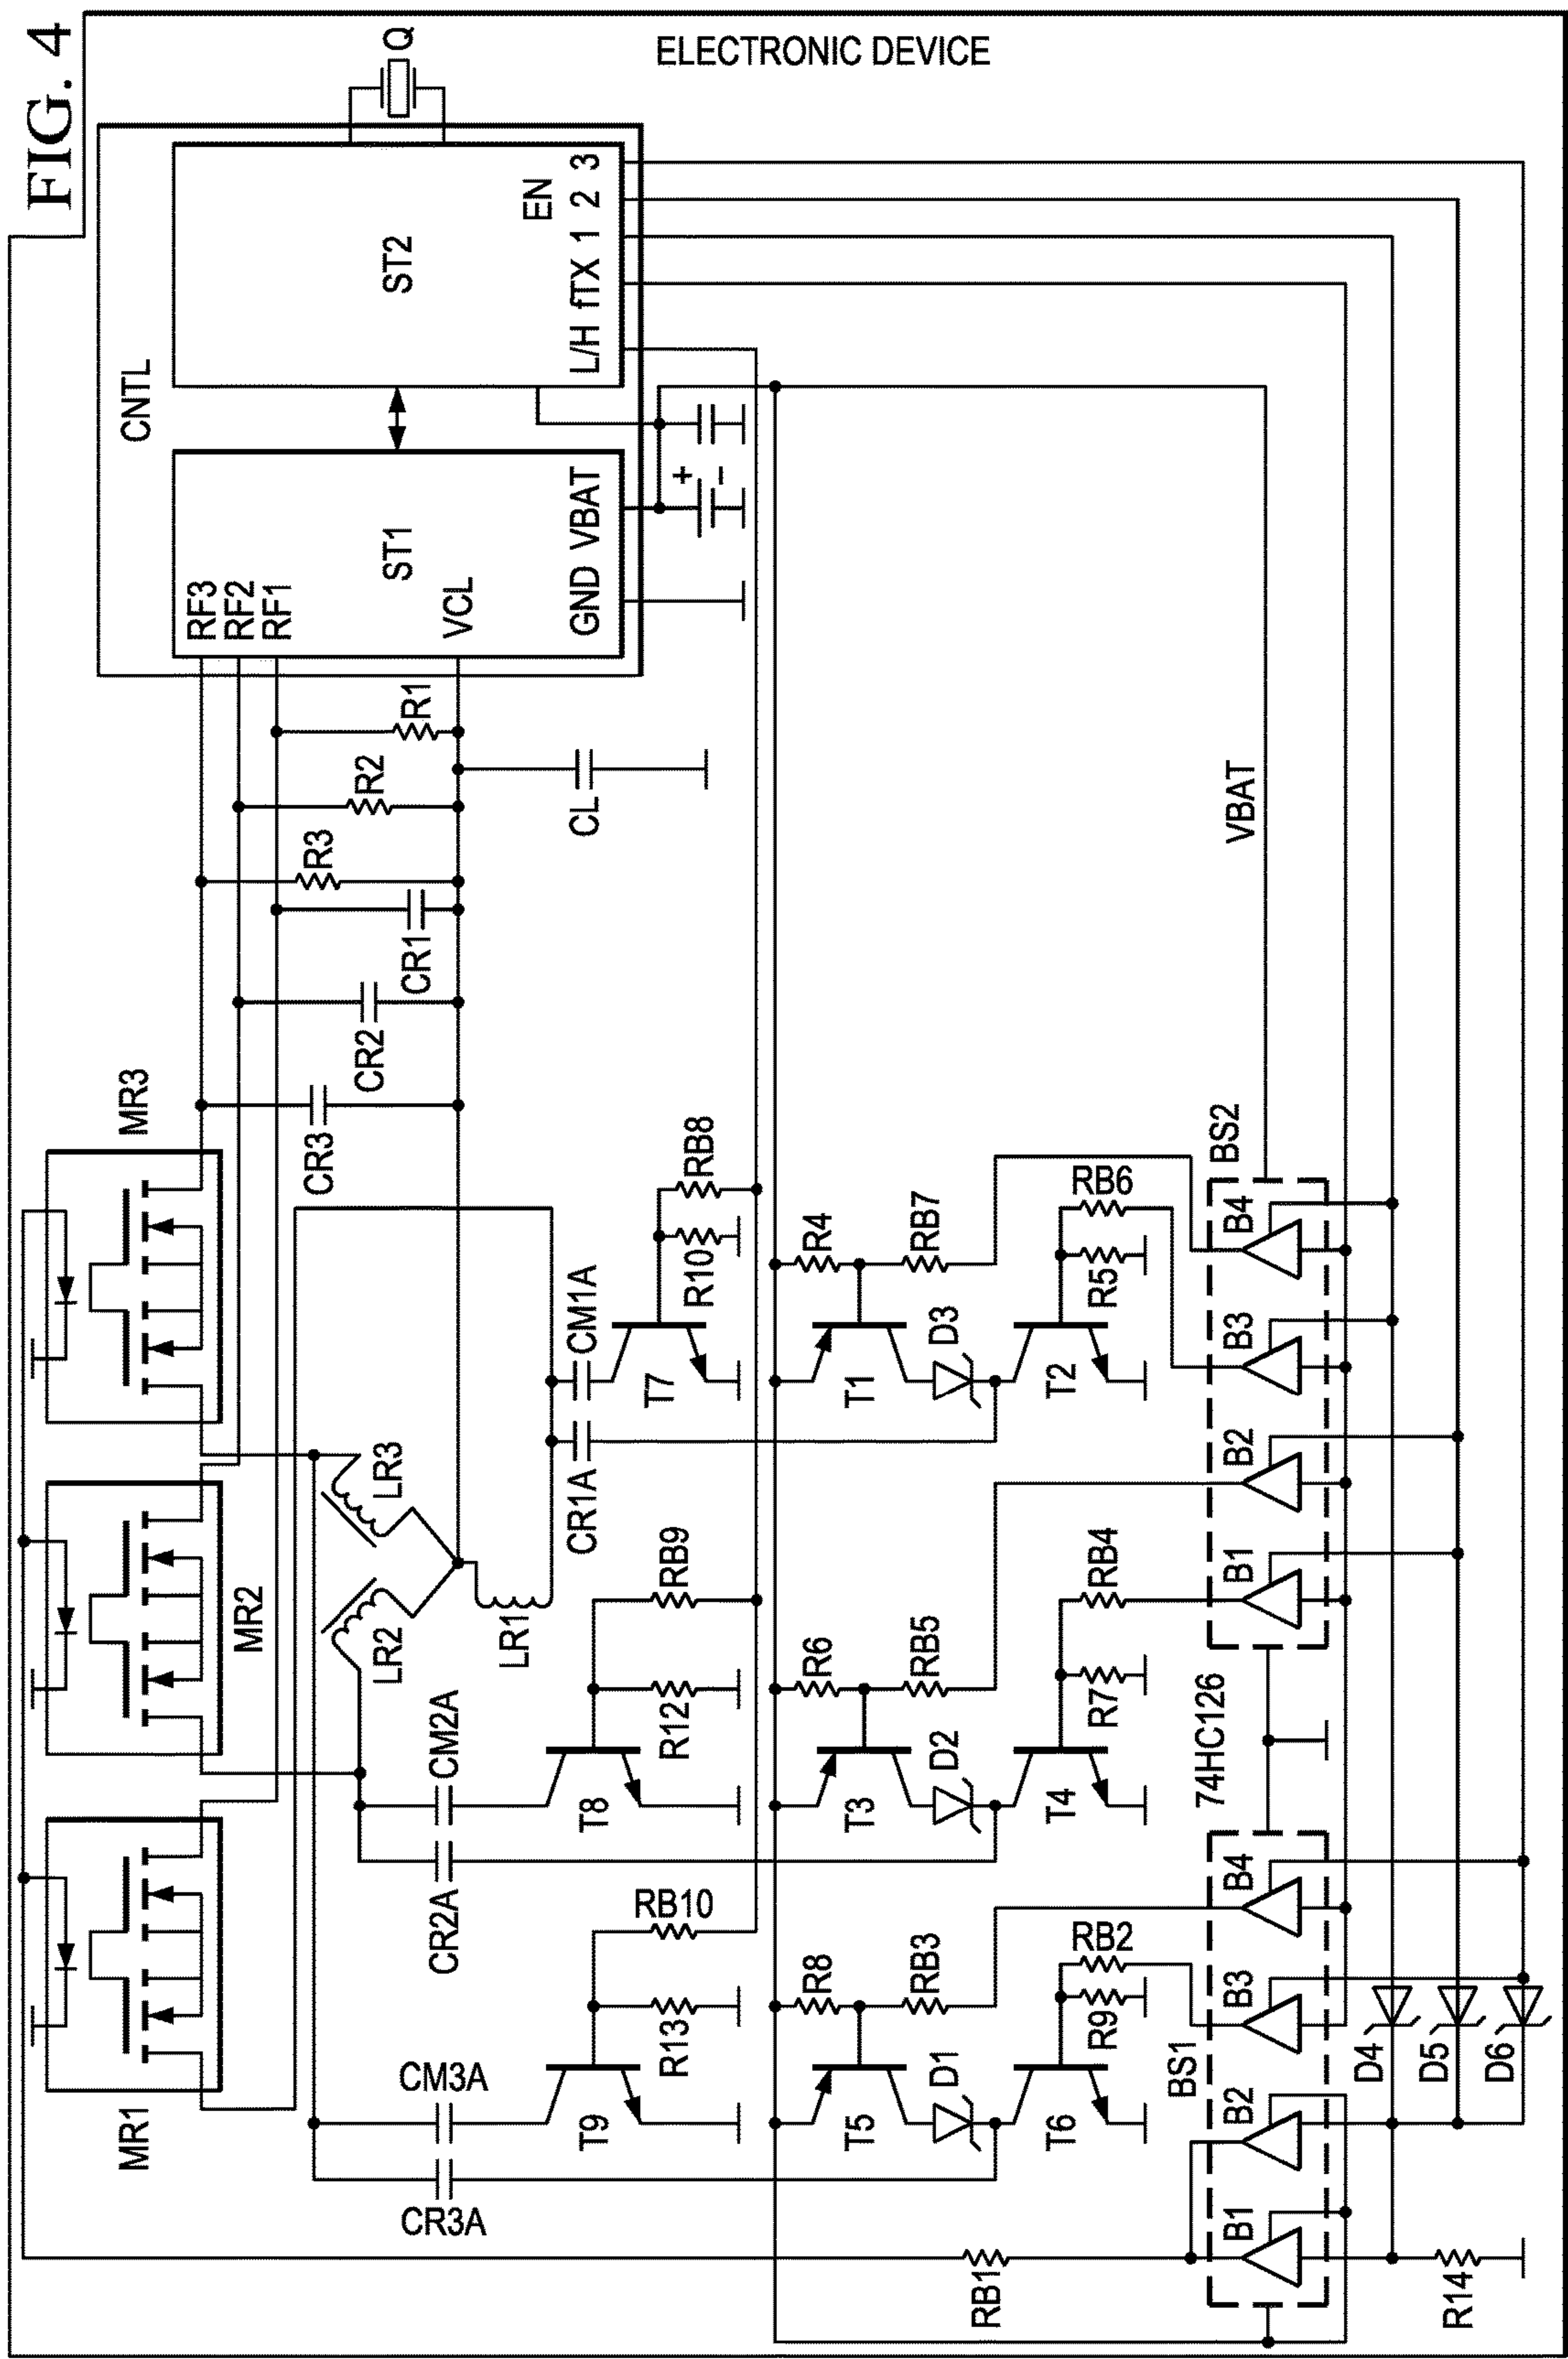 FIG. 4
ELECTRONIC DEVICE
CNTL
ST2
Q
EN
L/H fTX 1 2 3
ST1
RF3
RF2
RF1
VCL
GND VBAT
+
−
R1
R2
R3
CL
CR1
CR2
CR3
VBAT
MR3
MR2
MR1
LR3
LR2
LR1
CM1A
CR1A
T7
R10
RB8
R4
RB7
T1
D3
T2
R5
RB6
BS2
B4
B3
B2
B1
CM2A
CR2A
T8
R12
RB9
R6
RB5
T3
D2
T4
R7
RB4
74HC126
CM3A
CR3A
T9
R13
RB10
R8
RB3
T5
D1
T6
R9
RB2
BS1
B4
B3
B2
B1
RB1
D4
D5
D6
R14